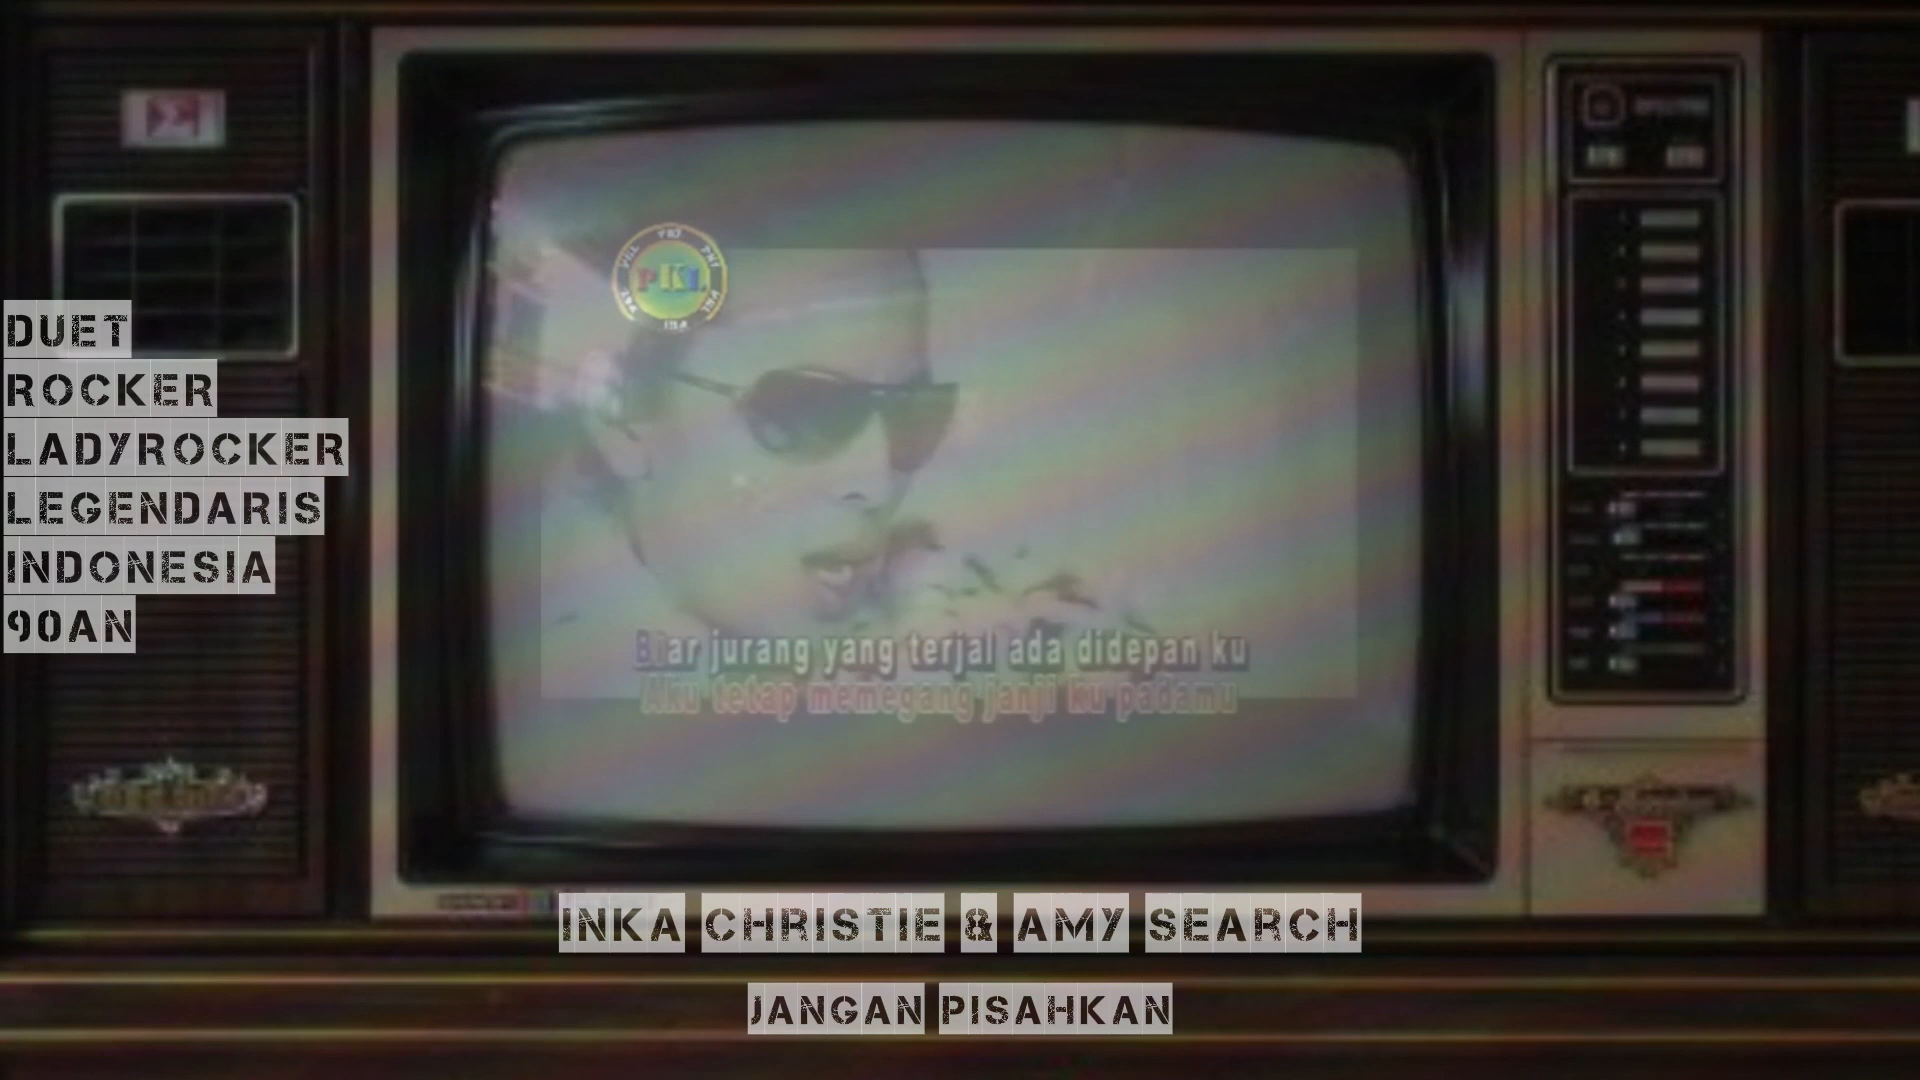 DUET
ROCKER
LADYROCKER
LEGENDARIS
INDONESIA
90AN
PKL
Biar jurang yang terjal ada didepan ku
Aku tetap memegang janji ku padamu
INKA CHRISTIE & AMY SEARCH
JANGAN PISAHKAN